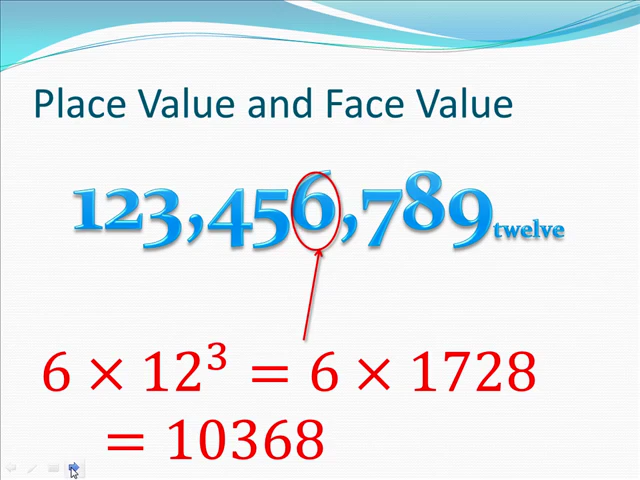 Place Value and Face Value
123,456,789twelve
6 × 12³ = 6 × 1728
= 10368